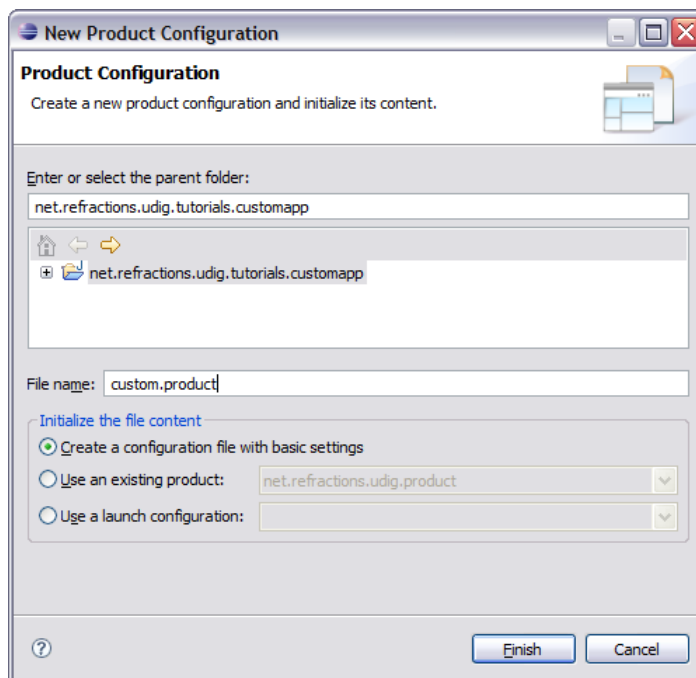 New Product Configuration
Product Configuration
Create a new product configuration and initialize its content.
Enter or select the parent folder:
net.refractions.udig.tutorials.customapp
net.refractions.udig.tutorials.customapp
File name: custom.product
Initialize the file content
Create a configuration file with basic settings
Use an existing product: net.refractions.udig.product
Use a launch configuration:
Finish Cancel